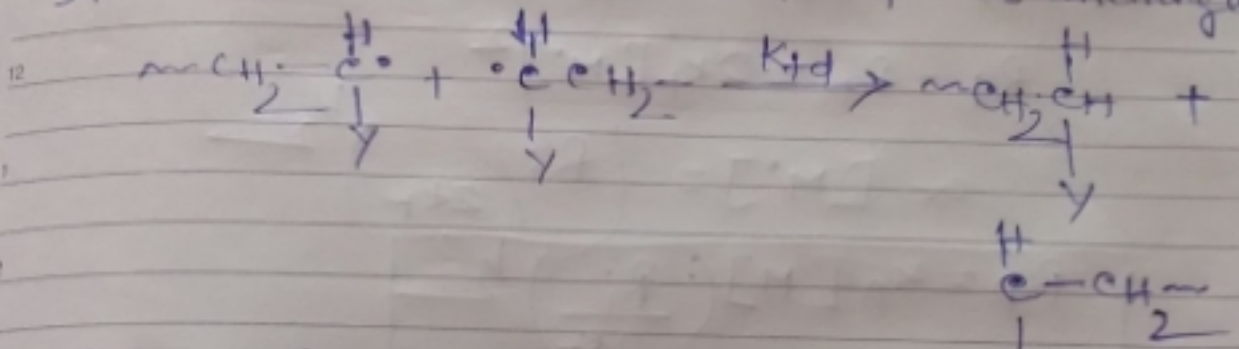 H H H
12 ~CH2-C• + •C CH2- Ktd → ~CH2 CH +
Y Y Y
H
C-CH2~